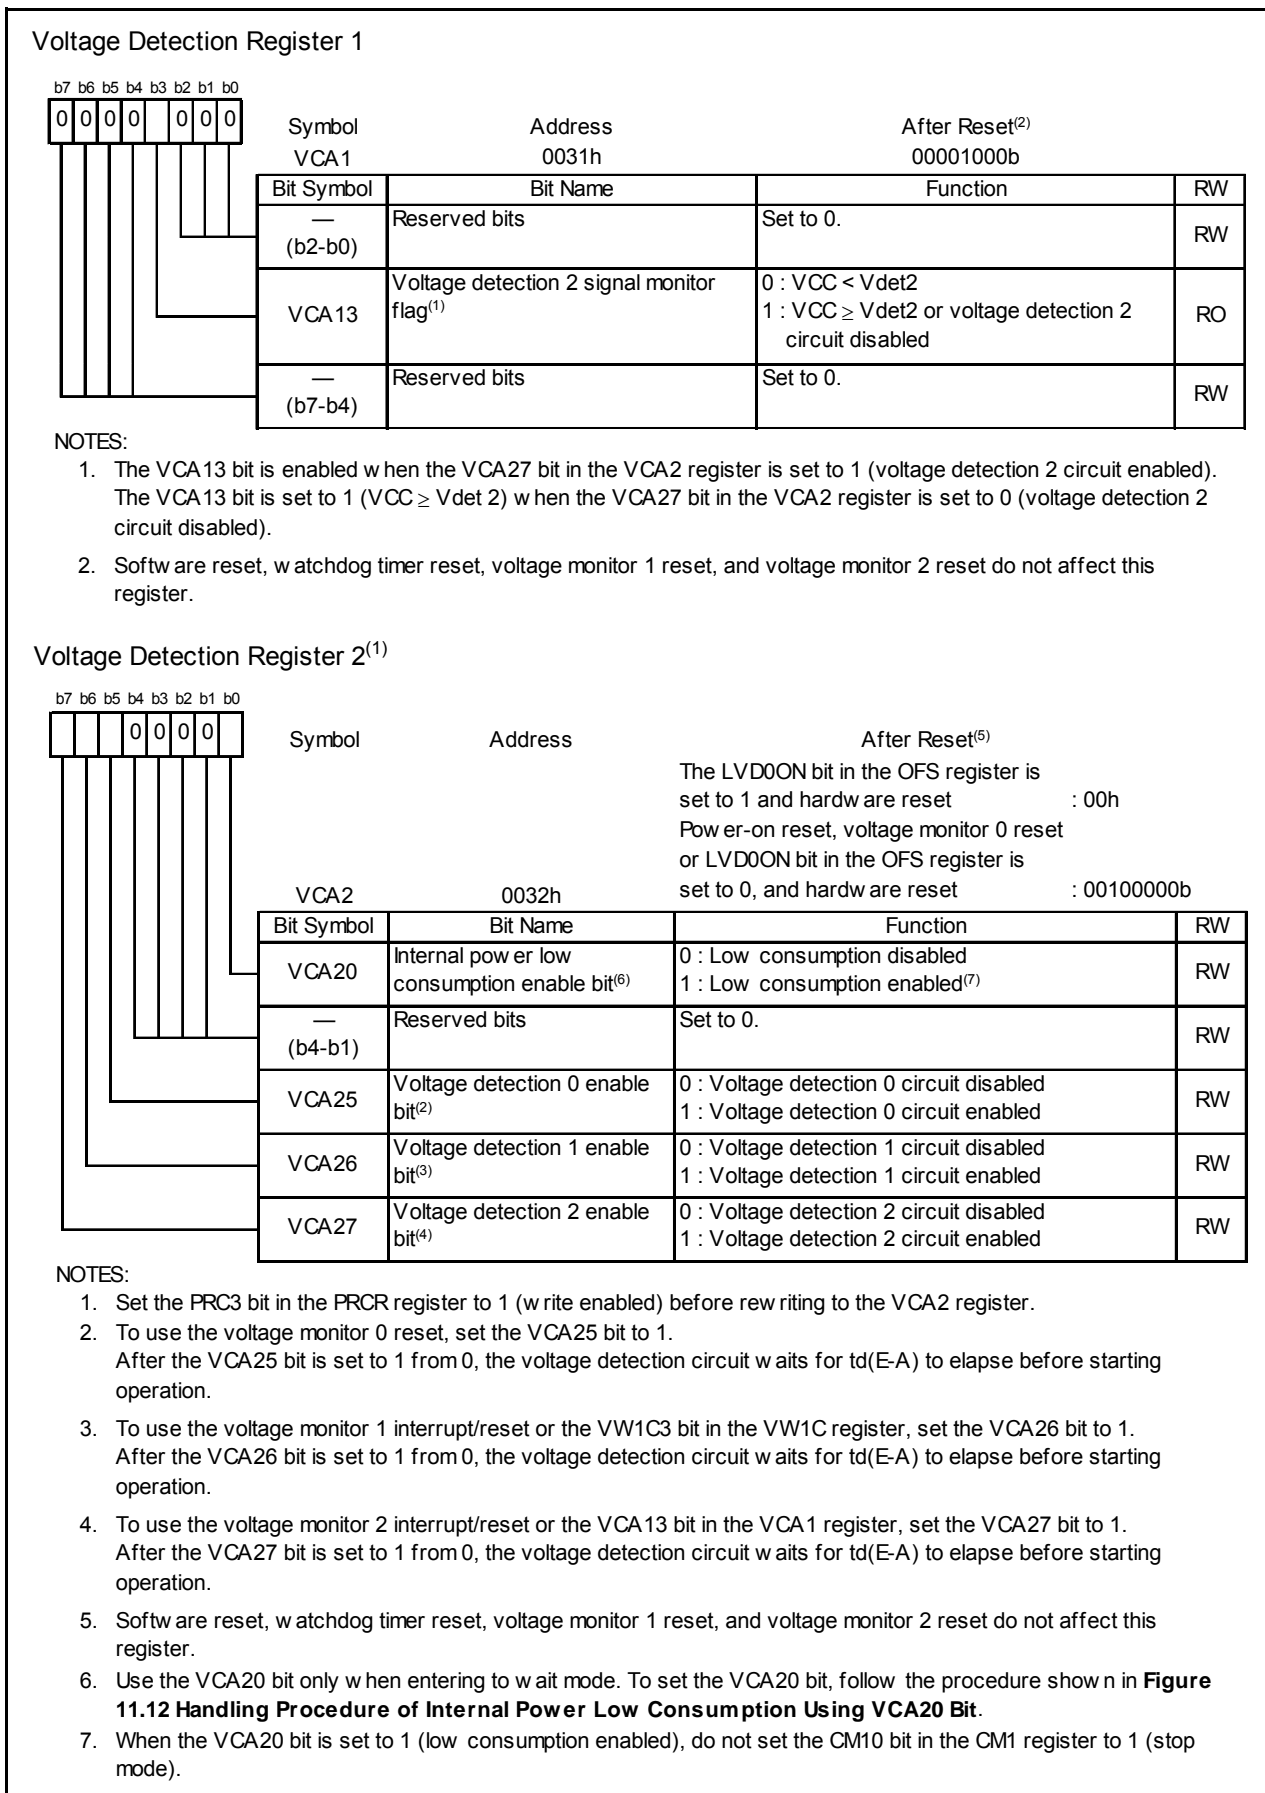 Voltage Detection Register 1
b7 b6 b5 b4 b3 b2 b1 b0
0 0 0 0 0 0 0
Symbol Address After Reset(2)
VCA1 0031h 00001000b
Bit Symbol Bit Name Function RW
— Reserved bits Set to 0. RW
(b2-b0)
VCA13 Voltage detection 2 signal monitor 0 : VCC < Vdet2 RO
flag(1) 1 : VCC ≥ Vdet2 or voltage detection 2
circuit disabled
— Reserved bits Set to 0. RW
(b7-b4)
NOTES:
1. The VCA13 bit is enabled when the VCA27 bit in the VCA2 register is set to 1 (voltage detection 2 circuit enabled).
The VCA13 bit is set to 1 (VCC ≥ Vdet 2) when the VCA27 bit in the VCA2 register is set to 0 (voltage detection 2
circuit disabled).
2. Software reset, watchdog timer reset, voltage monitor 1 reset, and voltage monitor 2 reset do not affect this
register.
Voltage Detection Register 2(1)
b7 b6 b5 b4 b3 b2 b1 b0
0 0 0 0
Symbol Address After Reset(5)
The LVD0ON bit in the OFS register is
set to 1 and hardware reset : 00h
Power-on reset, voltage monitor 0 reset
or LVD0ON bit in the OFS register is
VCA2 0032h set to 0, and hardware reset : 00100000b
Bit Symbol Bit Name Function RW
VCA20 Internal power low 0 : Low consumption disabled RW
consumption enable bit(6) 1 : Low consumption enabled(7)
— Reserved bits Set to 0. RW
(b4-b1)
VCA25 Voltage detection 0 enable 0 : Voltage detection 0 circuit disabled RW
bit(2) 1 : Voltage detection 0 circuit enabled
VCA26 Voltage detection 1 enable 0 : Voltage detection 1 circuit disabled RW
bit(3) 1 : Voltage detection 1 circuit enabled
VCA27 Voltage detection 2 enable 0 : Voltage detection 2 circuit disabled RW
bit(4) 1 : Voltage detection 2 circuit enabled
NOTES:
1. Set the PRC3 bit in the PRCR register to 1 (write enabled) before rewriting to the VCA2 register.
2. To use the voltage monitor 0 reset, set the VCA25 bit to 1.
After the VCA25 bit is set to 1 from 0, the voltage detection circuit waits for td(E-A) to elapse before starting
operation.
3. To use the voltage monitor 1 interrupt/reset or the VW1C3 bit in the VW1C register, set the VCA26 bit to 1.
After the VCA26 bit is set to 1 from 0, the voltage detection circuit waits for td(E-A) to elapse before starting
operation.
4. To use the voltage monitor 2 interrupt/reset or the VCA13 bit in the VCA1 register, set the VCA27 bit to 1.
After the VCA27 bit is set to 1 from 0, the voltage detection circuit waits for td(E-A) to elapse before starting
operation.
5. Software reset, watchdog timer reset, voltage monitor 1 reset, and voltage monitor 2 reset do not affect this
register.
6. Use the VCA20 bit only when entering to wait mode. To set the VCA20 bit, follow the procedure shown in Figure
11.12 Handling Procedure of Internal Power Low Consumption Using VCA20 Bit.
7. When the VCA20 bit is set to 1 (low consumption enabled), do not set the CM10 bit in the CM1 register to 1 (stop
mode).